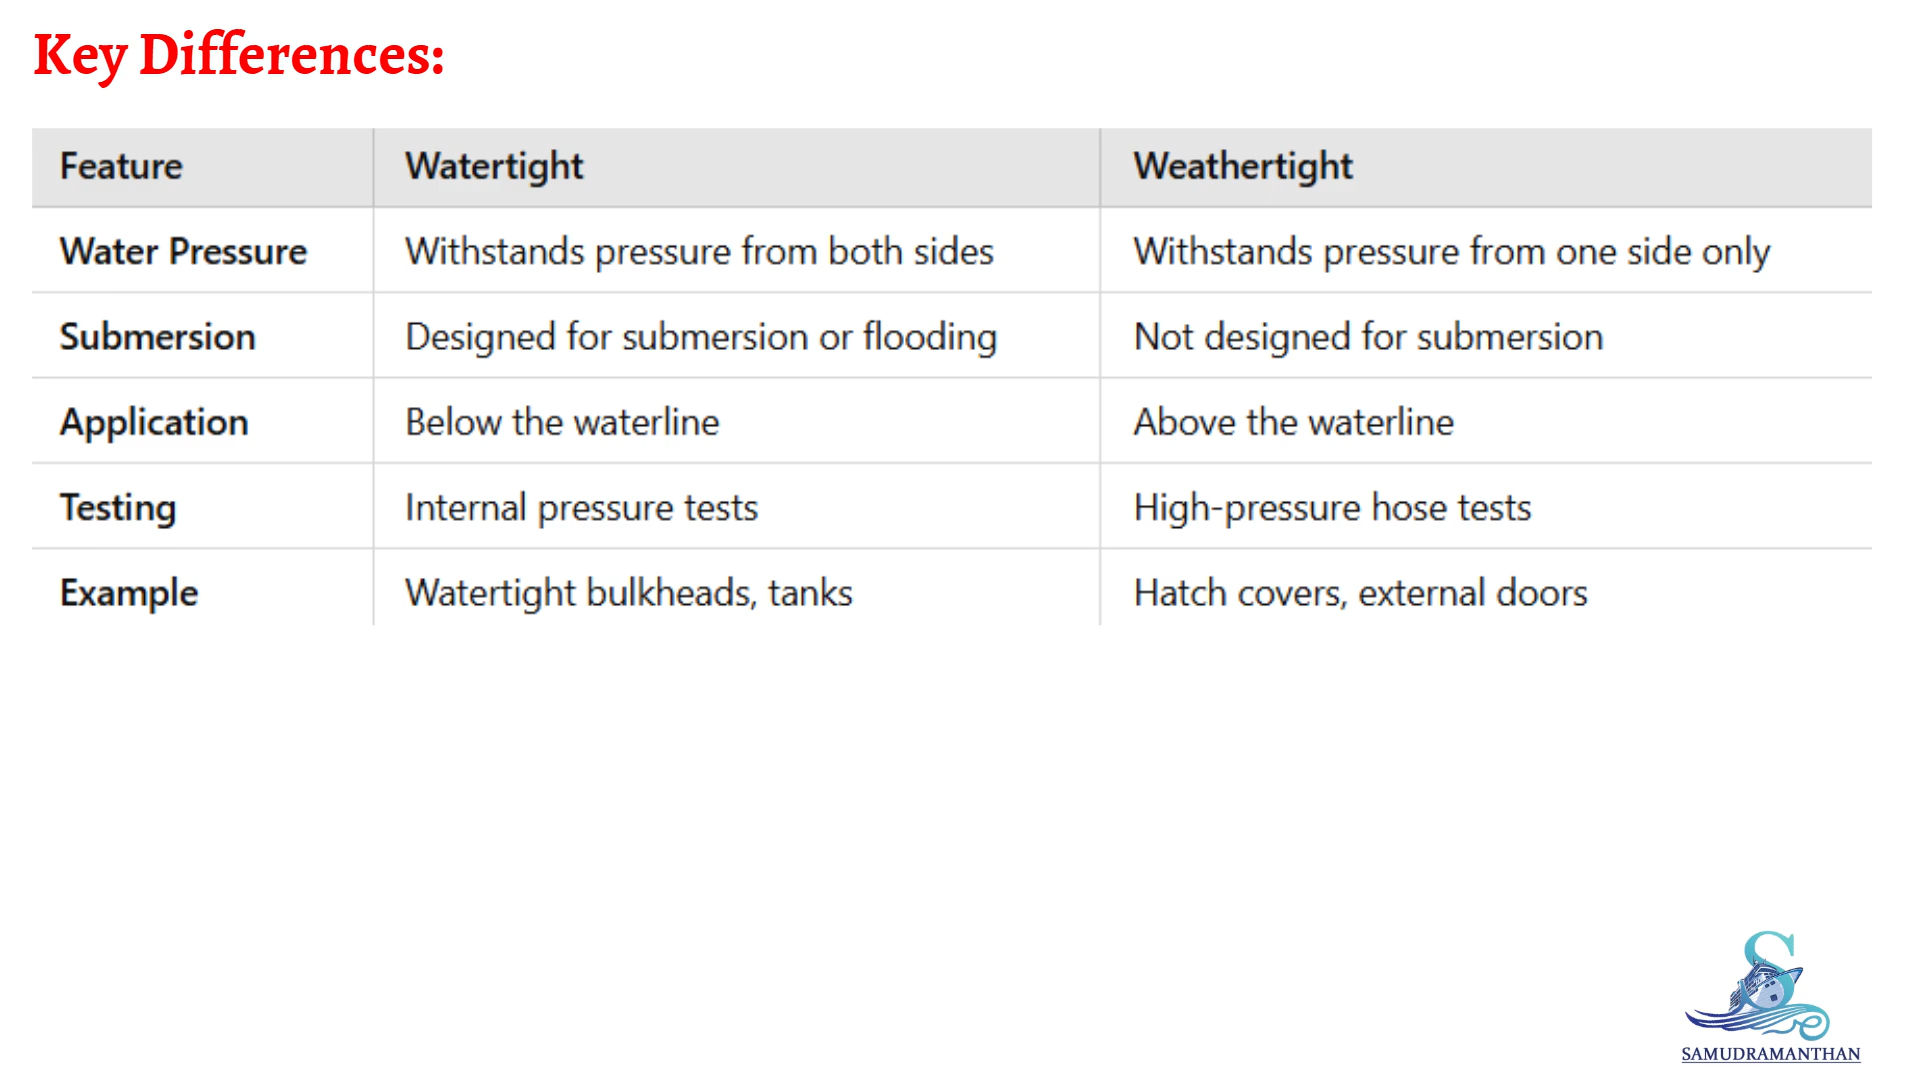 Key Differences:
Feature Watertight Weathertight
Water Pressure Withstands pressure from both sides Withstands pressure from one side only
Submersion Designed for submersion or flooding Not designed for submersion
Application Below the waterline Above the waterline
Testing Internal pressure tests High-pressure hose tests
Example Watertight bulkheads, tanks Hatch covers, external doors
S
SAMUDRAMANTHAN